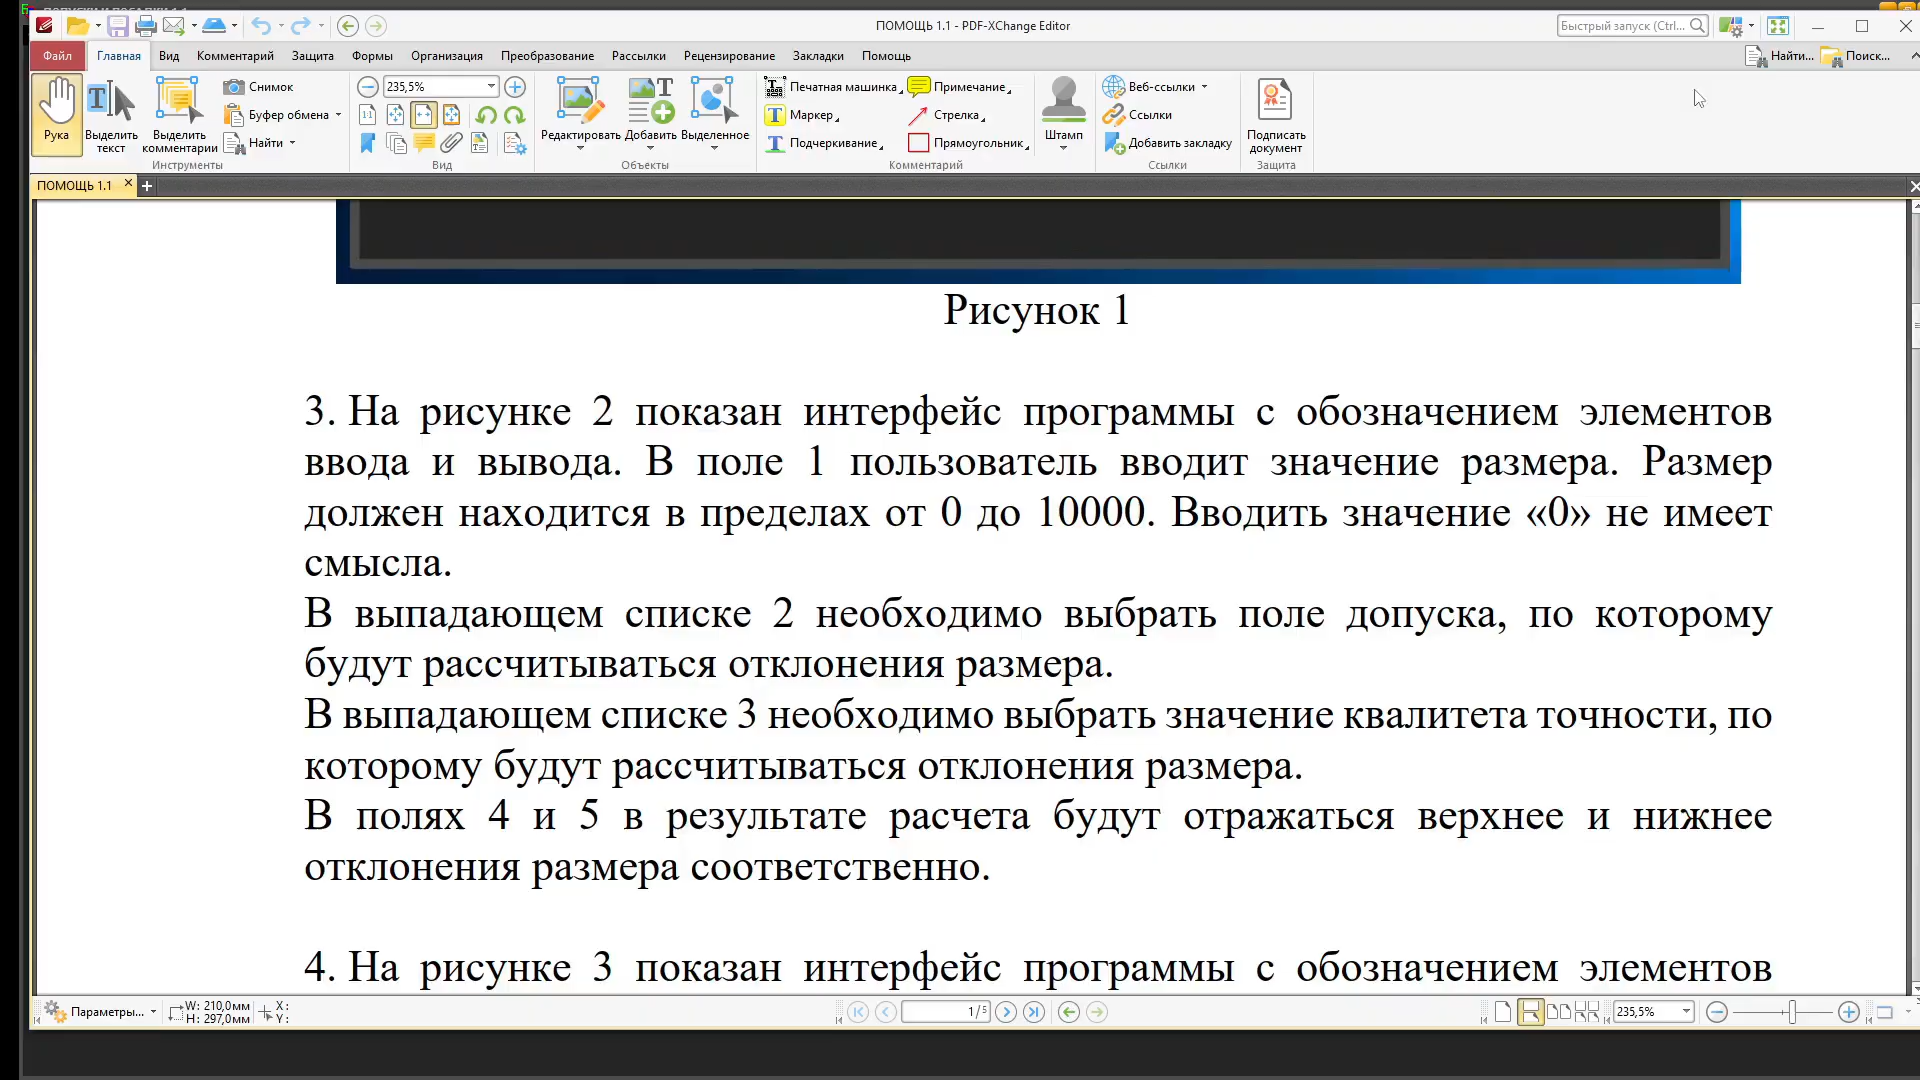 ПОМОЩЬ 1.1 - PDF-XChange Editor
Быстрый запуск (Ctrl...
Файл Главная Вид Комментарий Защита Формы Организация Преобразование Рассылки Рецензирование Закладки Помощь Найти... Поиск...
Рука
Выделить текст
Выделить комментарии
Снимок
Буфер обмена
Найти
Инструменты
235,5%
1:1
Вид
Редактировать Добавить Выделенное
Объекты
Печатная машинка Примечание
Маркер Стрелка
Подчеркивание Прямоугольник
Штамп
Комментарий
Веб-ссылки
Ссылки
Добавить закладку
Ссылки
Подписать документ
Защита
ПОМОЩЬ 1.1
Рисунок 1
3. На рисунке 2 показан интерфейс программы с обозначением элементов
ввода и вывода. В поле 1 пользователь вводит значение размера. Размер
должен находится в пределах от 0 до 10000. Вводить значение «0» не имеет
смысла.
В выпадающем списке 2 необходимо выбрать поле допуска, по которому
будут рассчитываться отклонения размера.
В выпадающем списке 3 необходимо выбрать значение квалитета точности, по
которому будут рассчитываться отклонения размера.
В полях 4 и 5 в результате расчета будут отражаться верхнее и нижнее
отклонения размера соответственно.
4. На рисунке 3 показан интерфейс программы с обозначением элементов
Параметры...
W: 210,0мм X:
H: 297,0мм Y:
1/5
235,5%